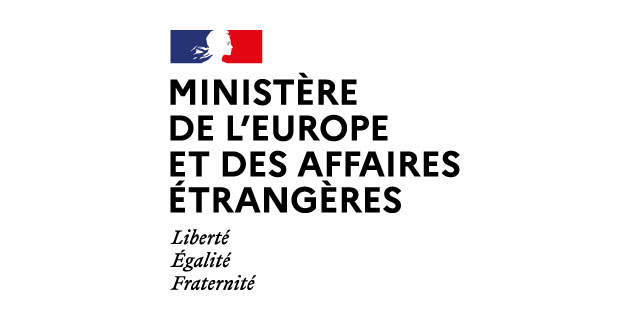 MINISTÈRE
DE L’EUROPE
ET DES AFFAIRES
ÉTRANGÈRES
Liberté
Égalité
Fraternité